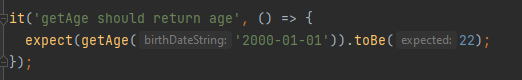 it('getAge should return age', () => {
expect(getAge( birthDateString: '2000-01-01')).toBe( expected: 22);
});